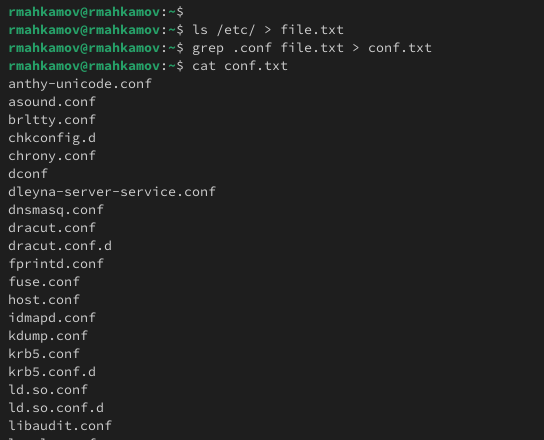 rmahkamov@rmahkamov:~$
rmahkamov@rmahkamov:~$ ls /etc/ > file.txt
rmahkamov@rmahkamov:~$ grep .conf file.txt > conf.txt
rmahkamov@rmahkamov:~$ cat conf.txt
anthy-unicode.conf
asound.conf
brltty.conf
chkconfig.d
chrony.conf
dconf
dleyna-server-service.conf
dnsmasq.conf
dracut.conf
dracut.conf.d
fprintd.conf
fuse.conf
host.conf
idmapd.conf
kdump.conf
krb5.conf
krb5.conf.d
ld.so.conf
ld.so.conf.d
libaudit.conf